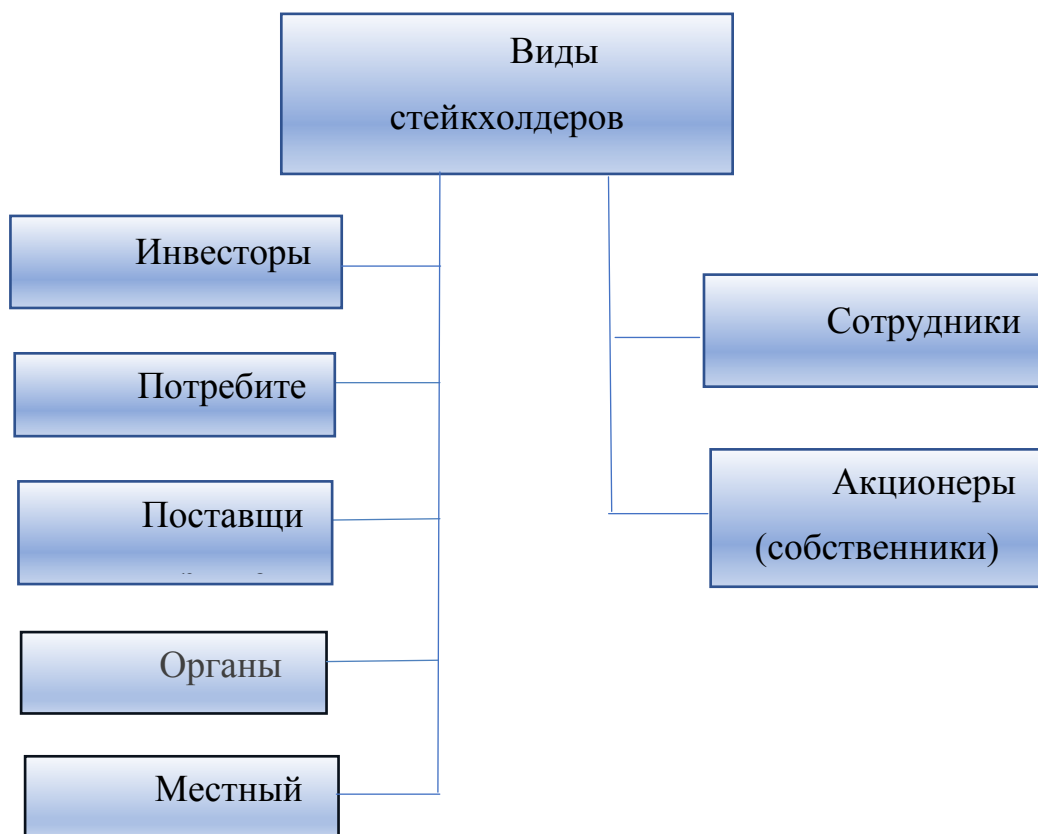 Виды
стейкхолдеров
Инвесторы
Потребите
Поставщи
Органы
Местный
Сотрудники
Акционеры
(собственники)